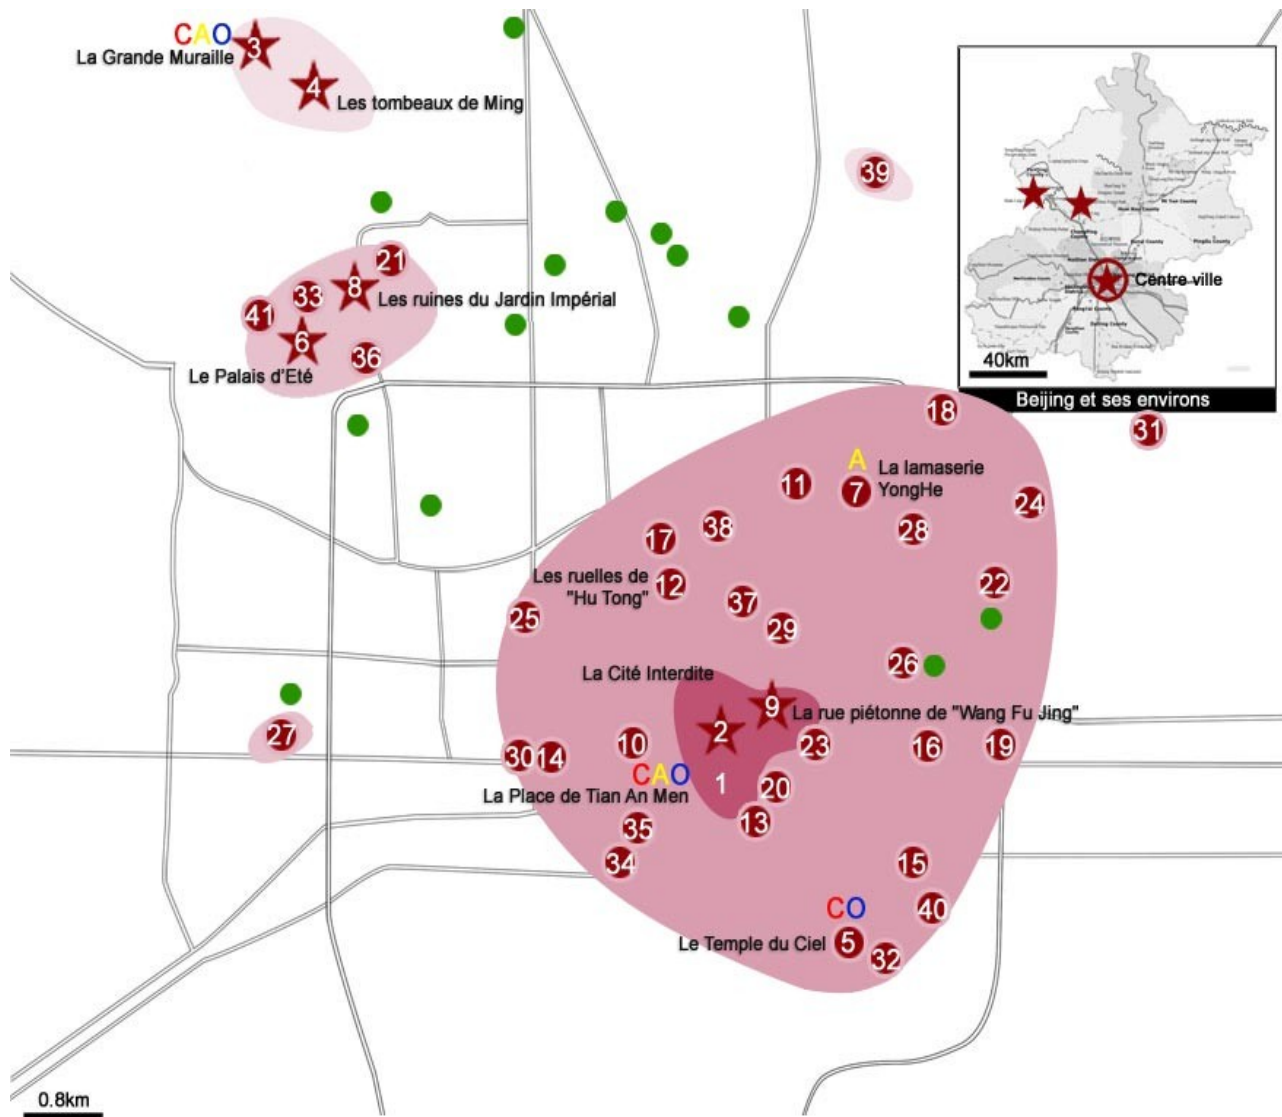 CAO
La Grande Muraille
3
4
Les tombeaux de Ming
39
21
8
Les ruines du Jardin Impérial
33
41
6
36
Le Palais d'Eté
Centre ville
40km
Beijing et ses environs
31
18
A
La lamaserie
YongHe
7
11
24
28
38
17
Les ruelles de
"Hu Tong"
12
22
37
25
29
26
La Cité Interdite
9
La rue piétonne de "Wang Fu Jing"
2
27
10
23
16
19
30
14
CAO
La Place de Tian An Men
1
20
13
35
34
15
CO
40
Le Temple du Ciel
5
32
0.8km